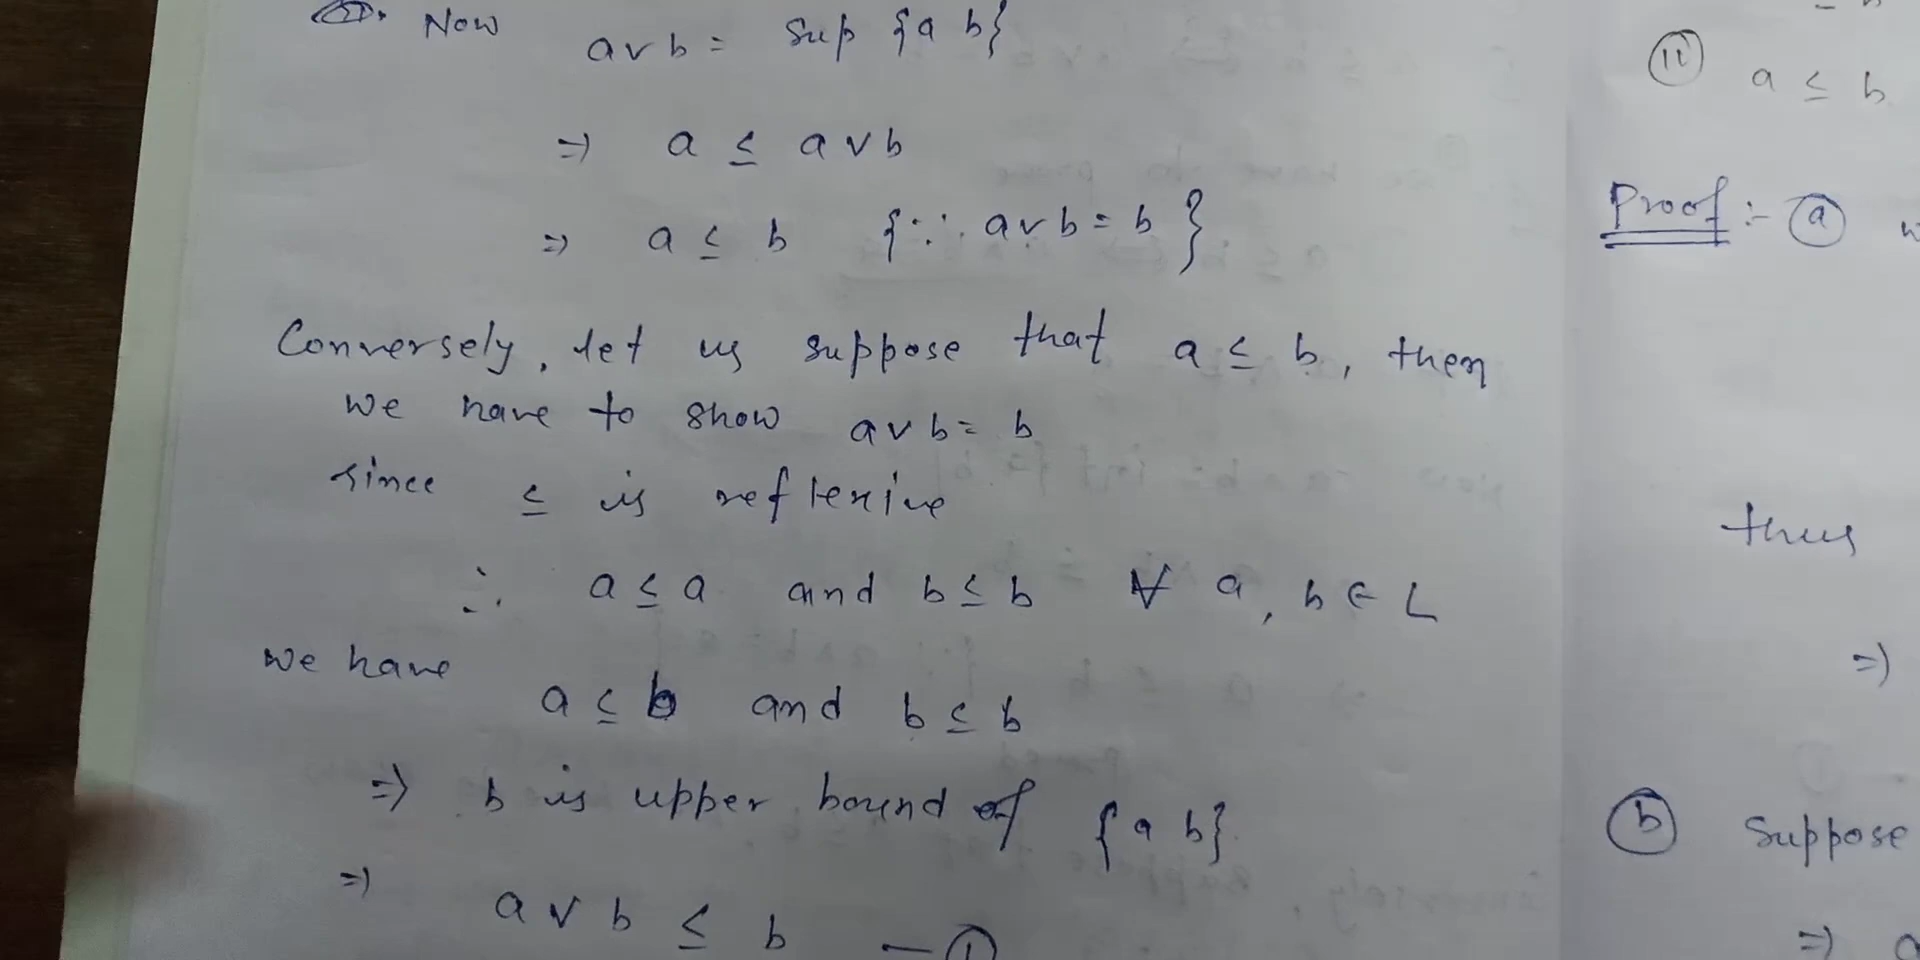 Now a ∨ b = Sup {a b}
⇒ a ≤ a ∨ b
⇒ a ≤ b {∵ a ∨ b = b}
Conversely, let us suppose that a ≤ b, then
we have to show a ∨ b = b
since ≤ is reflexive
∴ a ≤ a and b ≤ b ∀ a, b ∈ L
we have
a ≤ b and b ≤ b
⇒ b is upper bound of {a b}
⇒ a ∨ b ≤ b — ①
ⓘⓘ a ≤ b
Proof :- ⓐ
thus
⇒
ⓑ Suppose
⇒ a